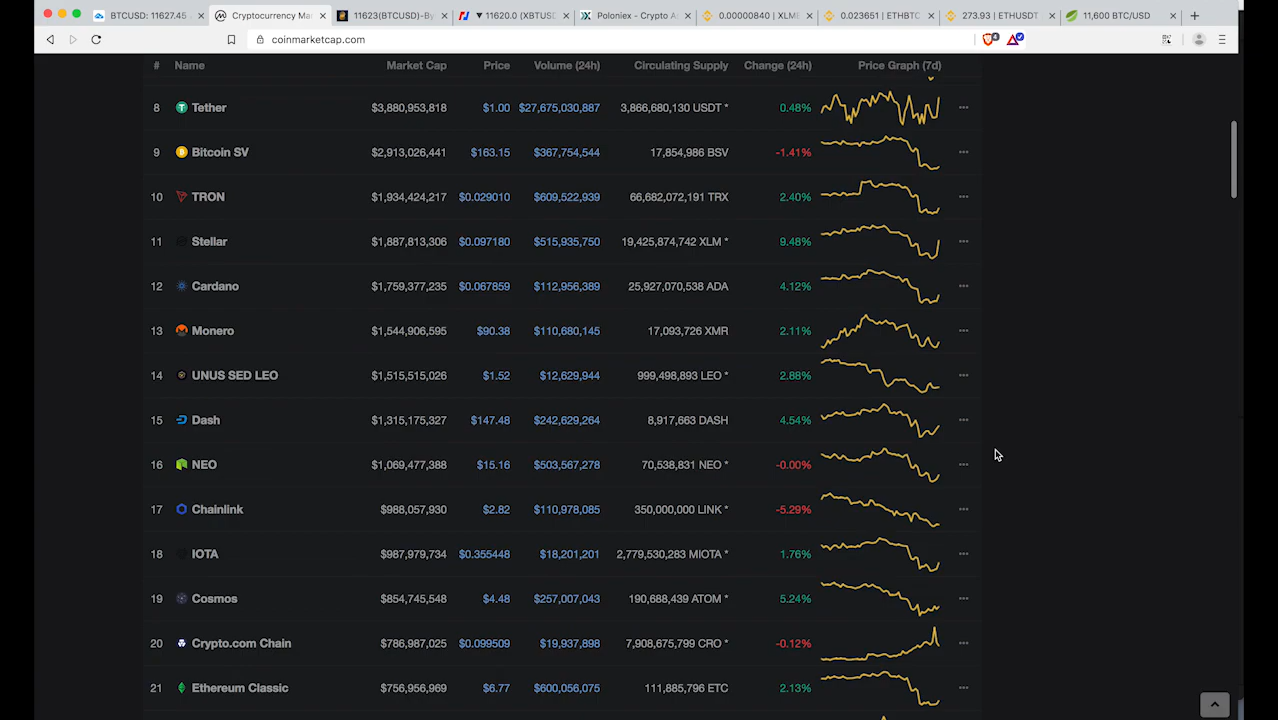 BTCUSD: 11627.45 Cryptocurrency Ma 11623(BTCUSD)-By ▼ 11620.0 (XBTUS Poloniex - Crypto A 0.00000840 | XLM 0.023651 | ETHBTC 273.93 | ETHUSDT 11,600 BTC/USD
coinmarketcap.com
# Name Market Cap Price Volume (24h) Circulating Supply Change (24h) Price Graph (7d)
8 Tether $3,880,953,818 $1.00 $27,675,030,887 3,866,680,130 USDT * 0.48%
9 Bitcoin SV $2,913,026,441 $163.15 $367,754,544 17,854,986 BSV -1.41%
10 TRON $1,934,424,217 $0.029010 $609,522,939 66,682,072,191 TRX 2.40%
11 Stellar $1,887,813,306 $0.097180 $515,935,750 19,425,874,742 XLM * 9.48%
12 Cardano $1,759,377,235 $0.067859 $112,956,389 25,927,070,538 ADA 4.12%
13 Monero $1,544,906,595 $90.38 $110,680,145 17,093,726 XMR 2.11%
14 UNUS SED LEO $1,515,515,026 $1.52 $12,629,944 999,498,893 LEO * 2.88%
15 Dash $1,315,175,327 $147.48 $242,629,264 8,917,663 DASH 4.54%
16 NEO $1,069,477,388 $15.16 $503,567,278 70,538,831 NEO * -0.00%
17 Chainlink $988,057,930 $2.82 $110,978,085 350,000,000 LINK * -5.29%
18 IOTA $987,979,734 $0.355448 $18,201,201 2,779,530,283 MIOTA * 1.76%
19 Cosmos $854,745,548 $4.48 $257,007,043 190,688,439 ATOM * 5.24%
20 Crypto.com Chain $786,987,025 $0.099509 $19,937,898 7,908,675,799 CRO * -0.12%
21 Ethereum Classic $756,956,969 $6.77 $600,056,075 111,885,796 ETC 2.13%